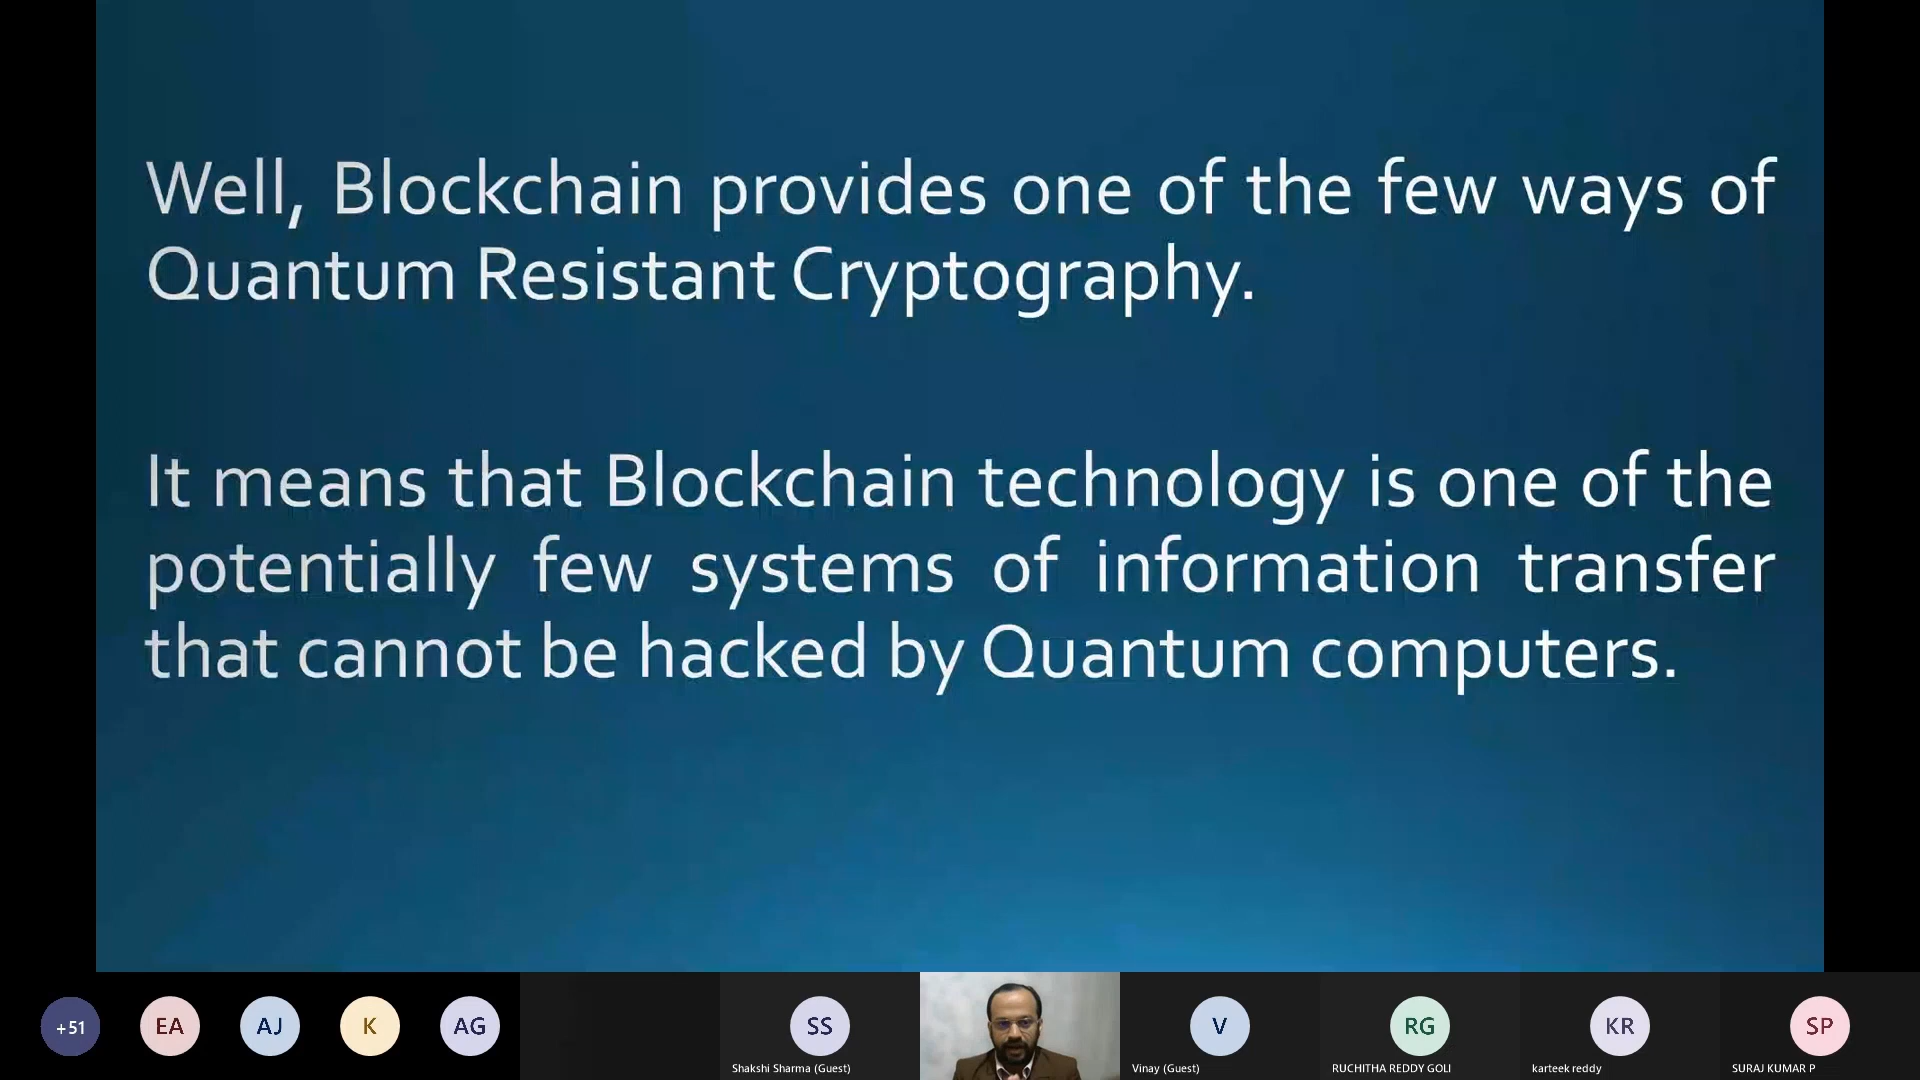 Well, Blockchain provides one of the few ways of
Quantum Resistant Cryptography.
It means that Blockchain technology is one of the
potentially few systems of information transfer
that cannot be hacked by Quantum computers.
+51
EA
AJ
K
AG
SS
V
RG
KR
SP
Shakshi Sharma (Guest)
Vinay (Guest)
RUCHITHA REDDY GOLI
karteek reddy
SURAJ KUMAR P